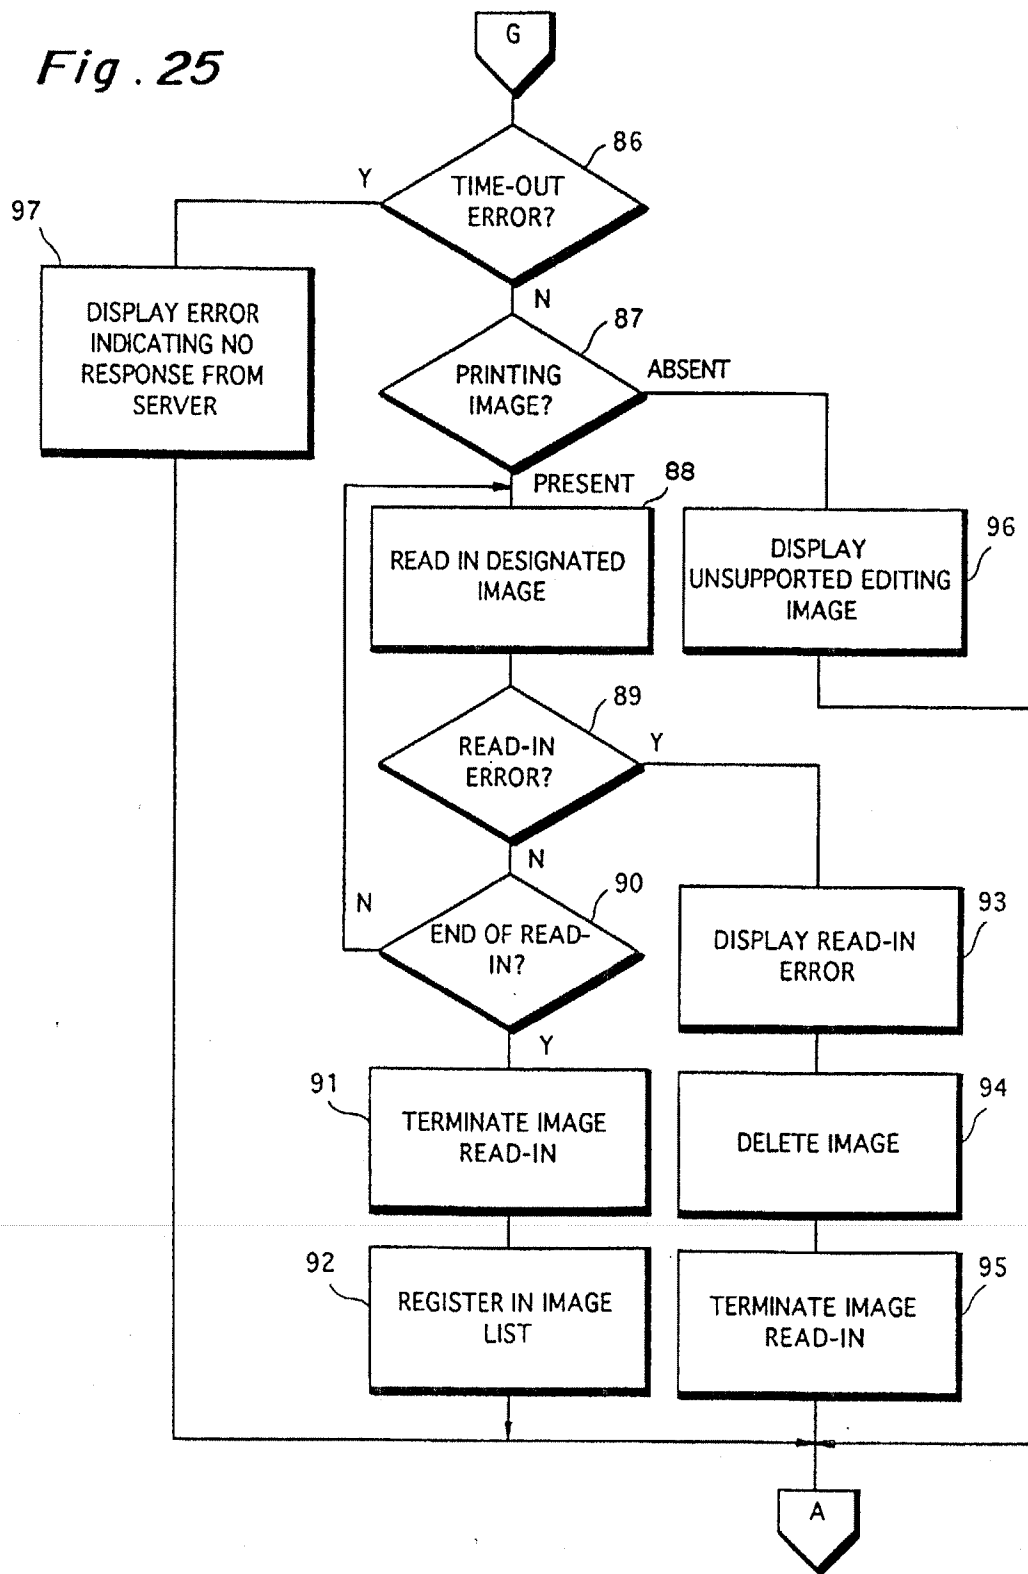 Fig. 25
G
86
TIME-OUT
ERROR?
Y
N
97
DISPLAY ERROR
INDICATING NO
RESPONSE FROM
SERVER
87
PRINTING
IMAGE?
ABSENT
PRESENT
88
READ IN DESIGNATED
IMAGE
96
DISPLAY
UNSUPPORTED EDITING
IMAGE
89
READ-IN
ERROR?
Y
N
90
END OF READ-
IN?
N
Y
93
DISPLAY READ-IN
ERROR
91
TERMINATE IMAGE
READ-IN
94
DELETE IMAGE
92
REGISTER IN IMAGE
LIST
95
TERMINATE IMAGE
READ-IN
A